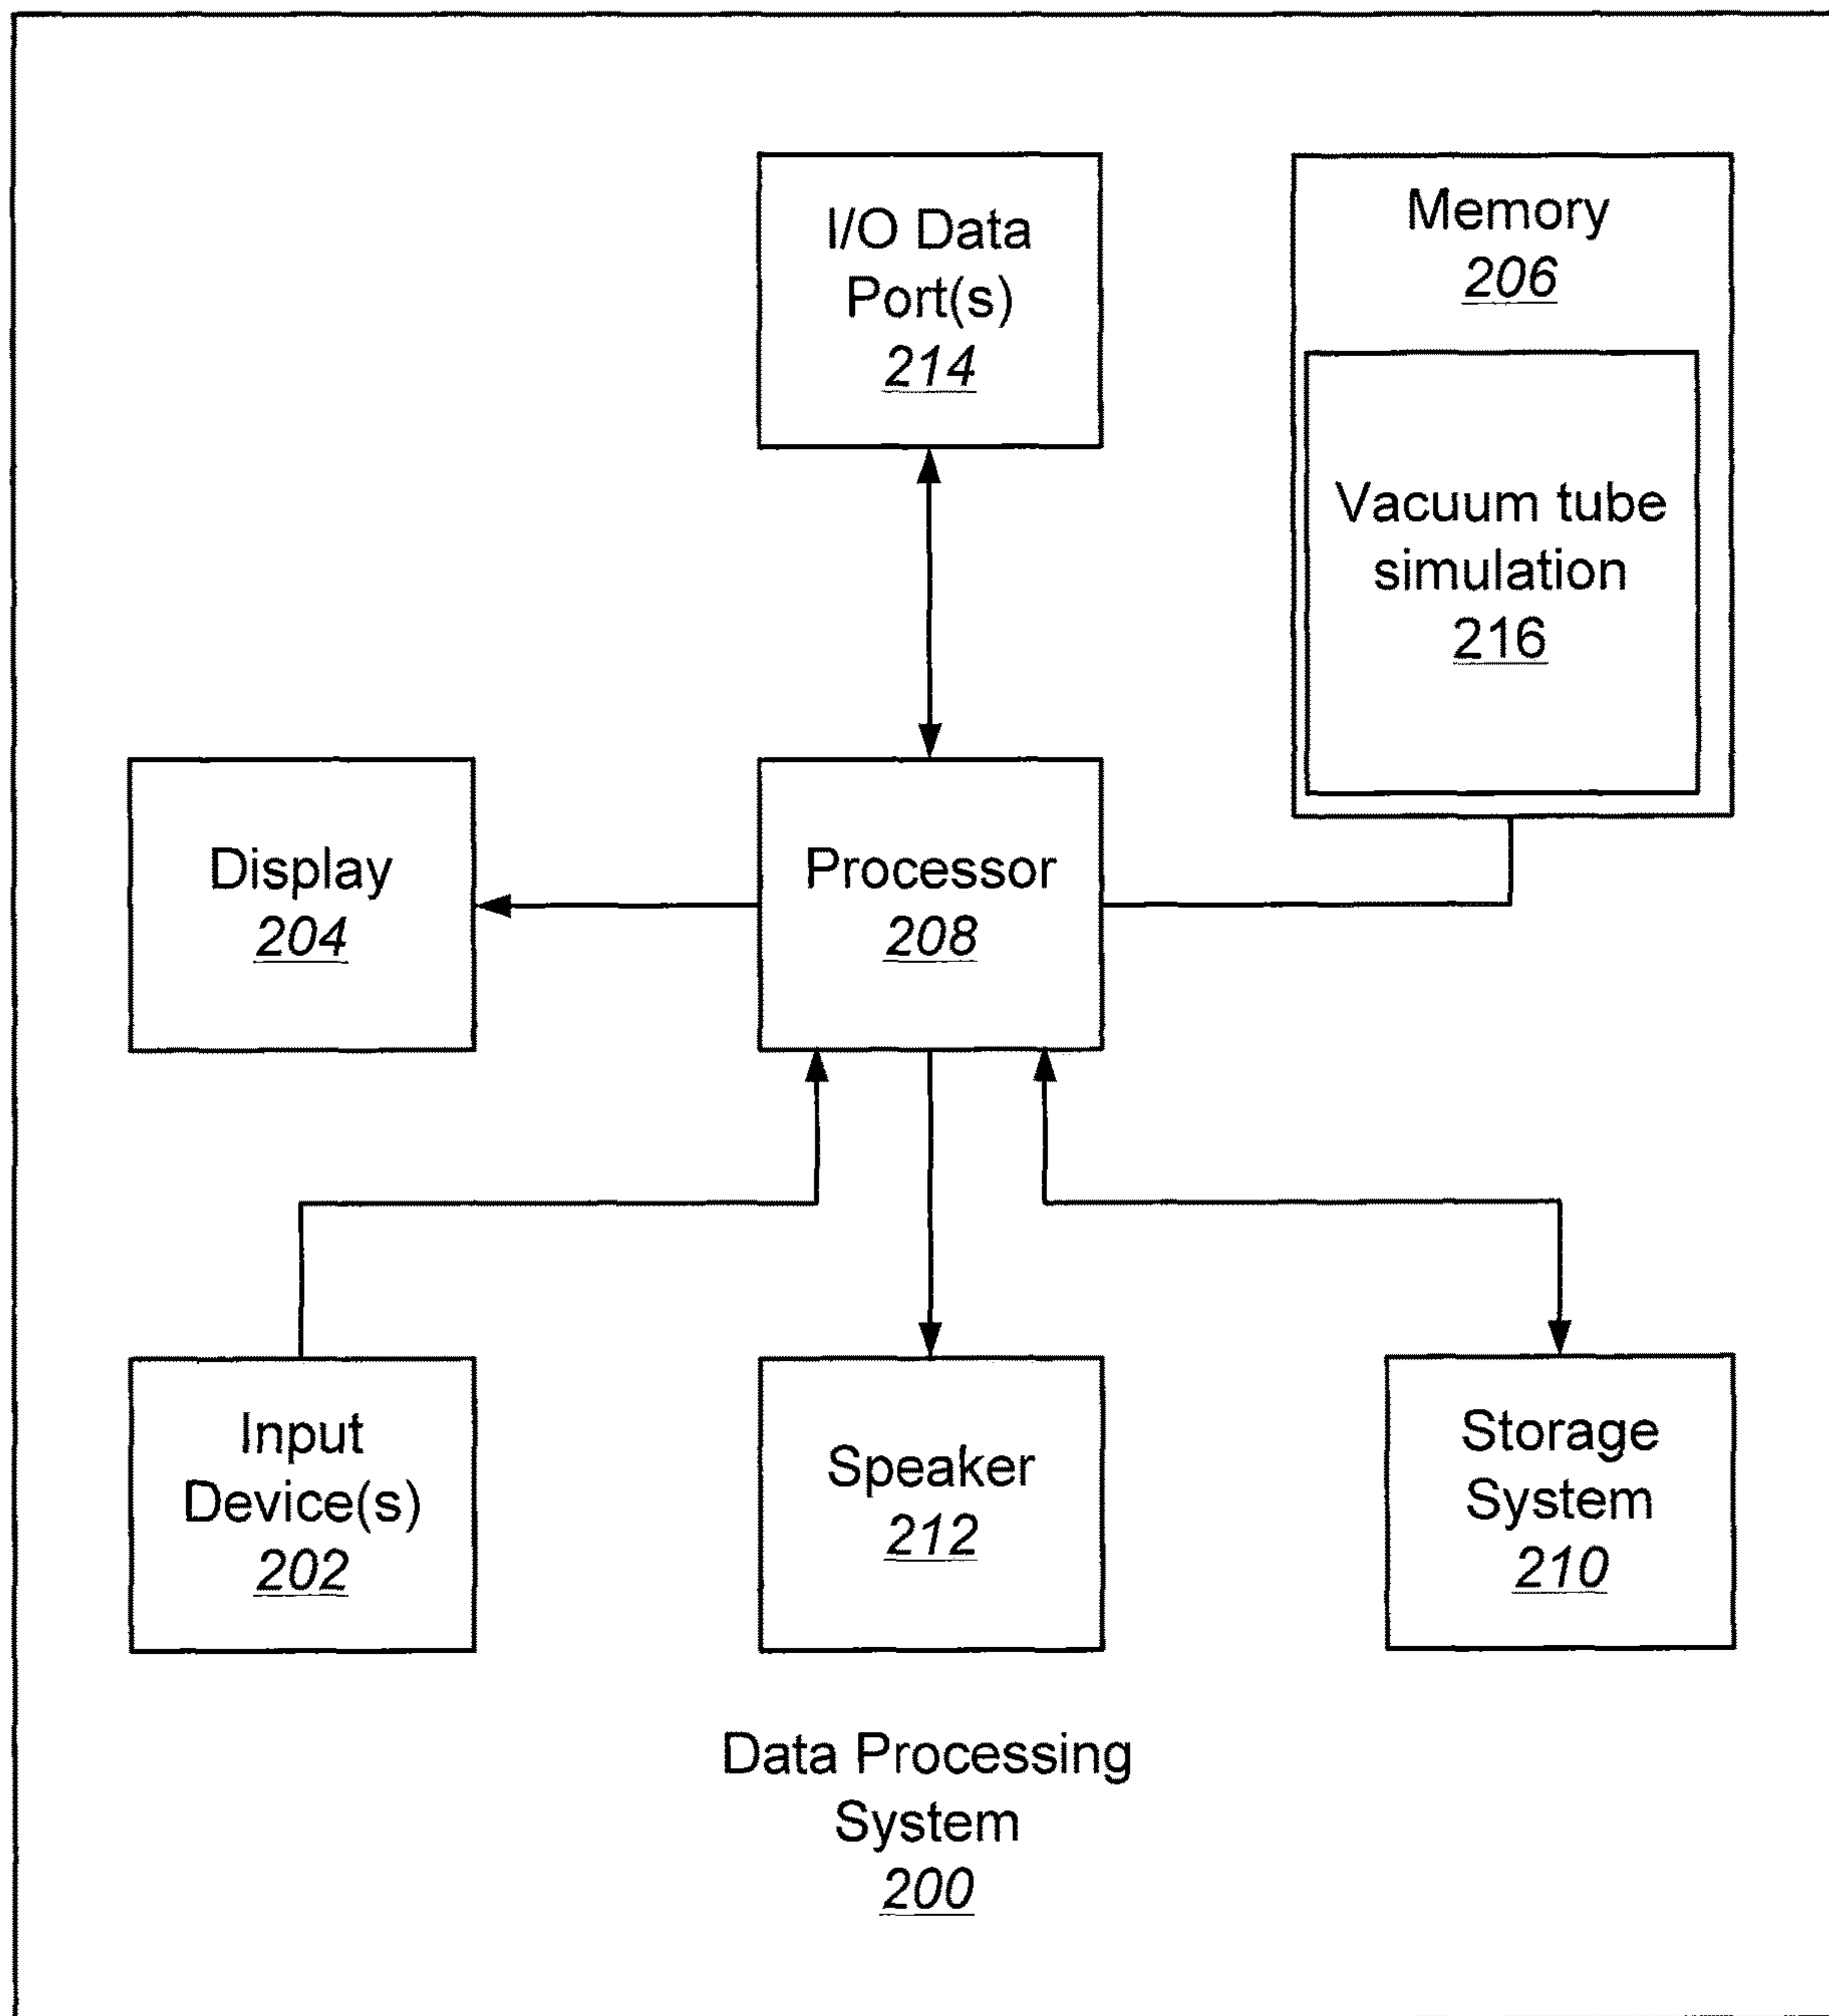 I/O Data
Port(s)
214
Memory
206
Vacuum tube
simulation
216
Display
204
Processor
208
Input
Device(s)
202
Speaker
212
Storage
System
210
Data Processing
System
200